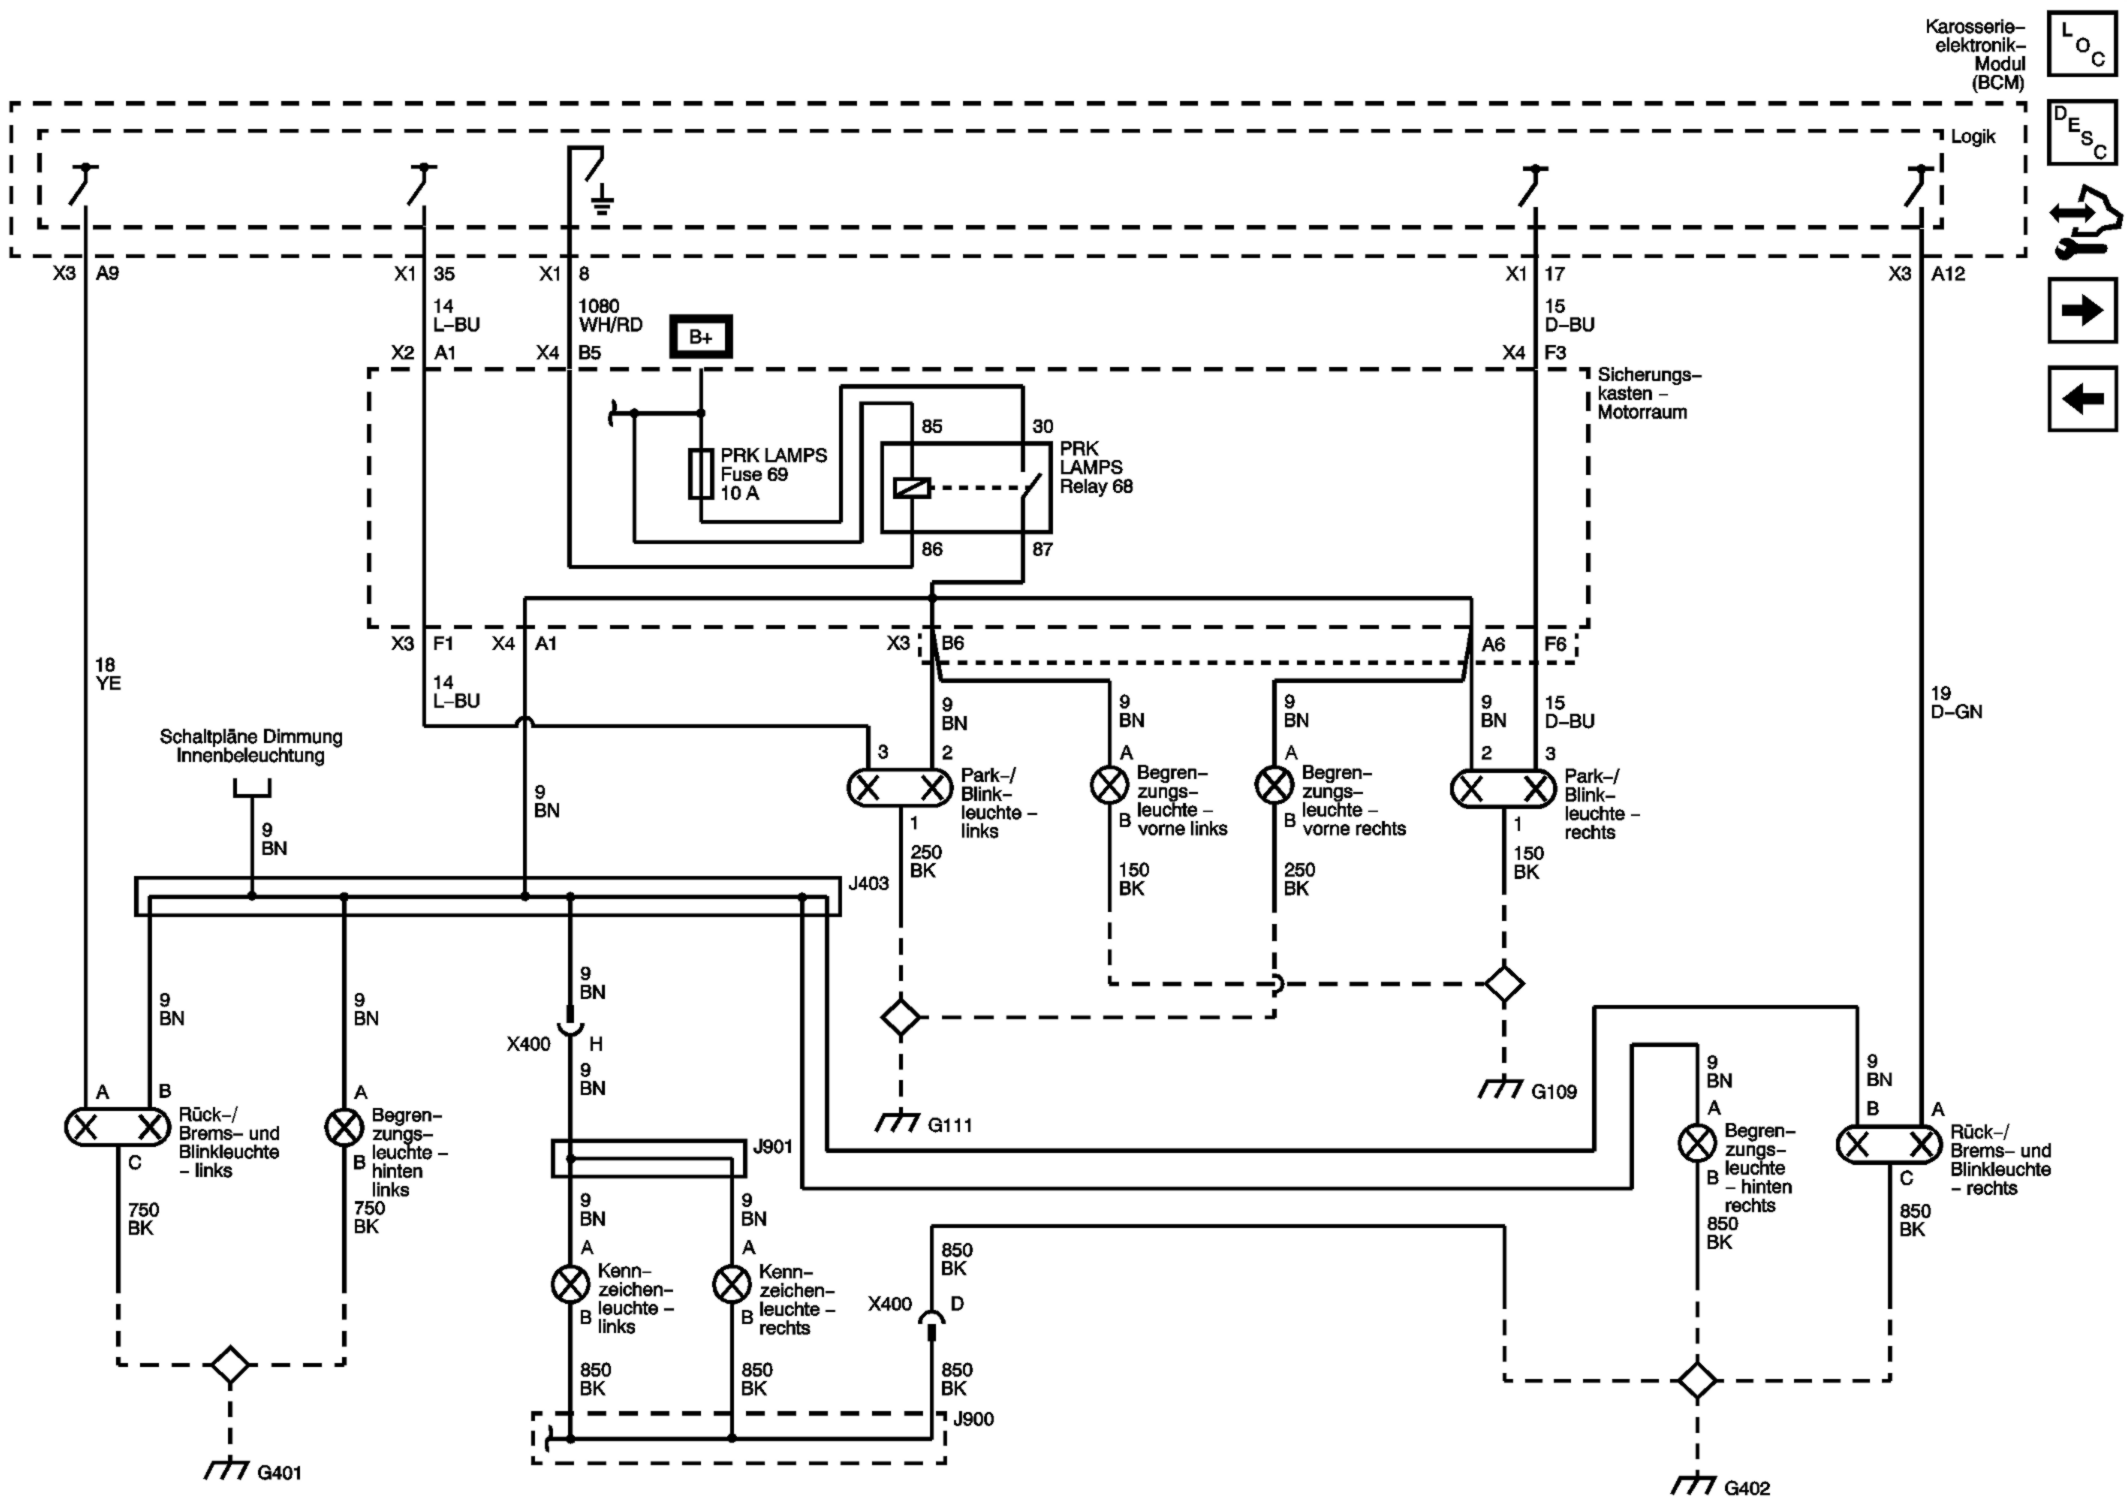 Karosserie–
elektronik–
Modul
(BCM)
L
O
C
D
E
S
C
Logik
X3 A9
X1 35
X1 8
X1 17
X3 A12
14
L–BU
1080
WH/RD
15
D–BU
B+
X2 A1
X4 B5
X4 F3
Sicherungs–
kasten –
Motorraum
85
30
PRK LAMPS
Fuse 69
10 A
PRK
LAMPS
Relay 68
86
87
X3 F1
X4 A1
X3 B6
A6
F6
18
YE
14
L–BU
9
BN
9
BN
9
BN
9
BN
15
D–BU
19
D–GN
Schaltpläne Dimmung
Innenbeleuchtung
3
2
A
A
2
3
9
BN
9
BN
Park–/
Blink–
leuchte –
links
Begren–
zungs–
leuchte –
vorne links
B
Begren–
zungs–
leuchte –
vorne rechts
B
Park–/
Blink–
leuchte –
rechts
1
1
250
BK
150
BK
250
BK
150
BK
J403
9
BN
9
BN
9
BN
X400 H
9
BN
G109
G111
9
BN
9
BN
A
B
A
A
B
A
Rück–/
Brems– und
Blinkleuchte
– links
C
Begren–
zungs–
leuchte –
hinten
links
B
J901
Begren–
zungs–
leuchte
– hinten
rechts
B
Rück–/
Brems– und
Blinkleuchte
– rechts
C
750
BK
750
BK
9
BN
9
BN
850
BK
850
BK
A
A
850
BK
Kenn–
zeichen–
leuchte –
links
B
Kenn–
zeichen–
leuchte –
rechts
B
X400 D
850
BK
850
BK
850
BK
J900
G401
G402